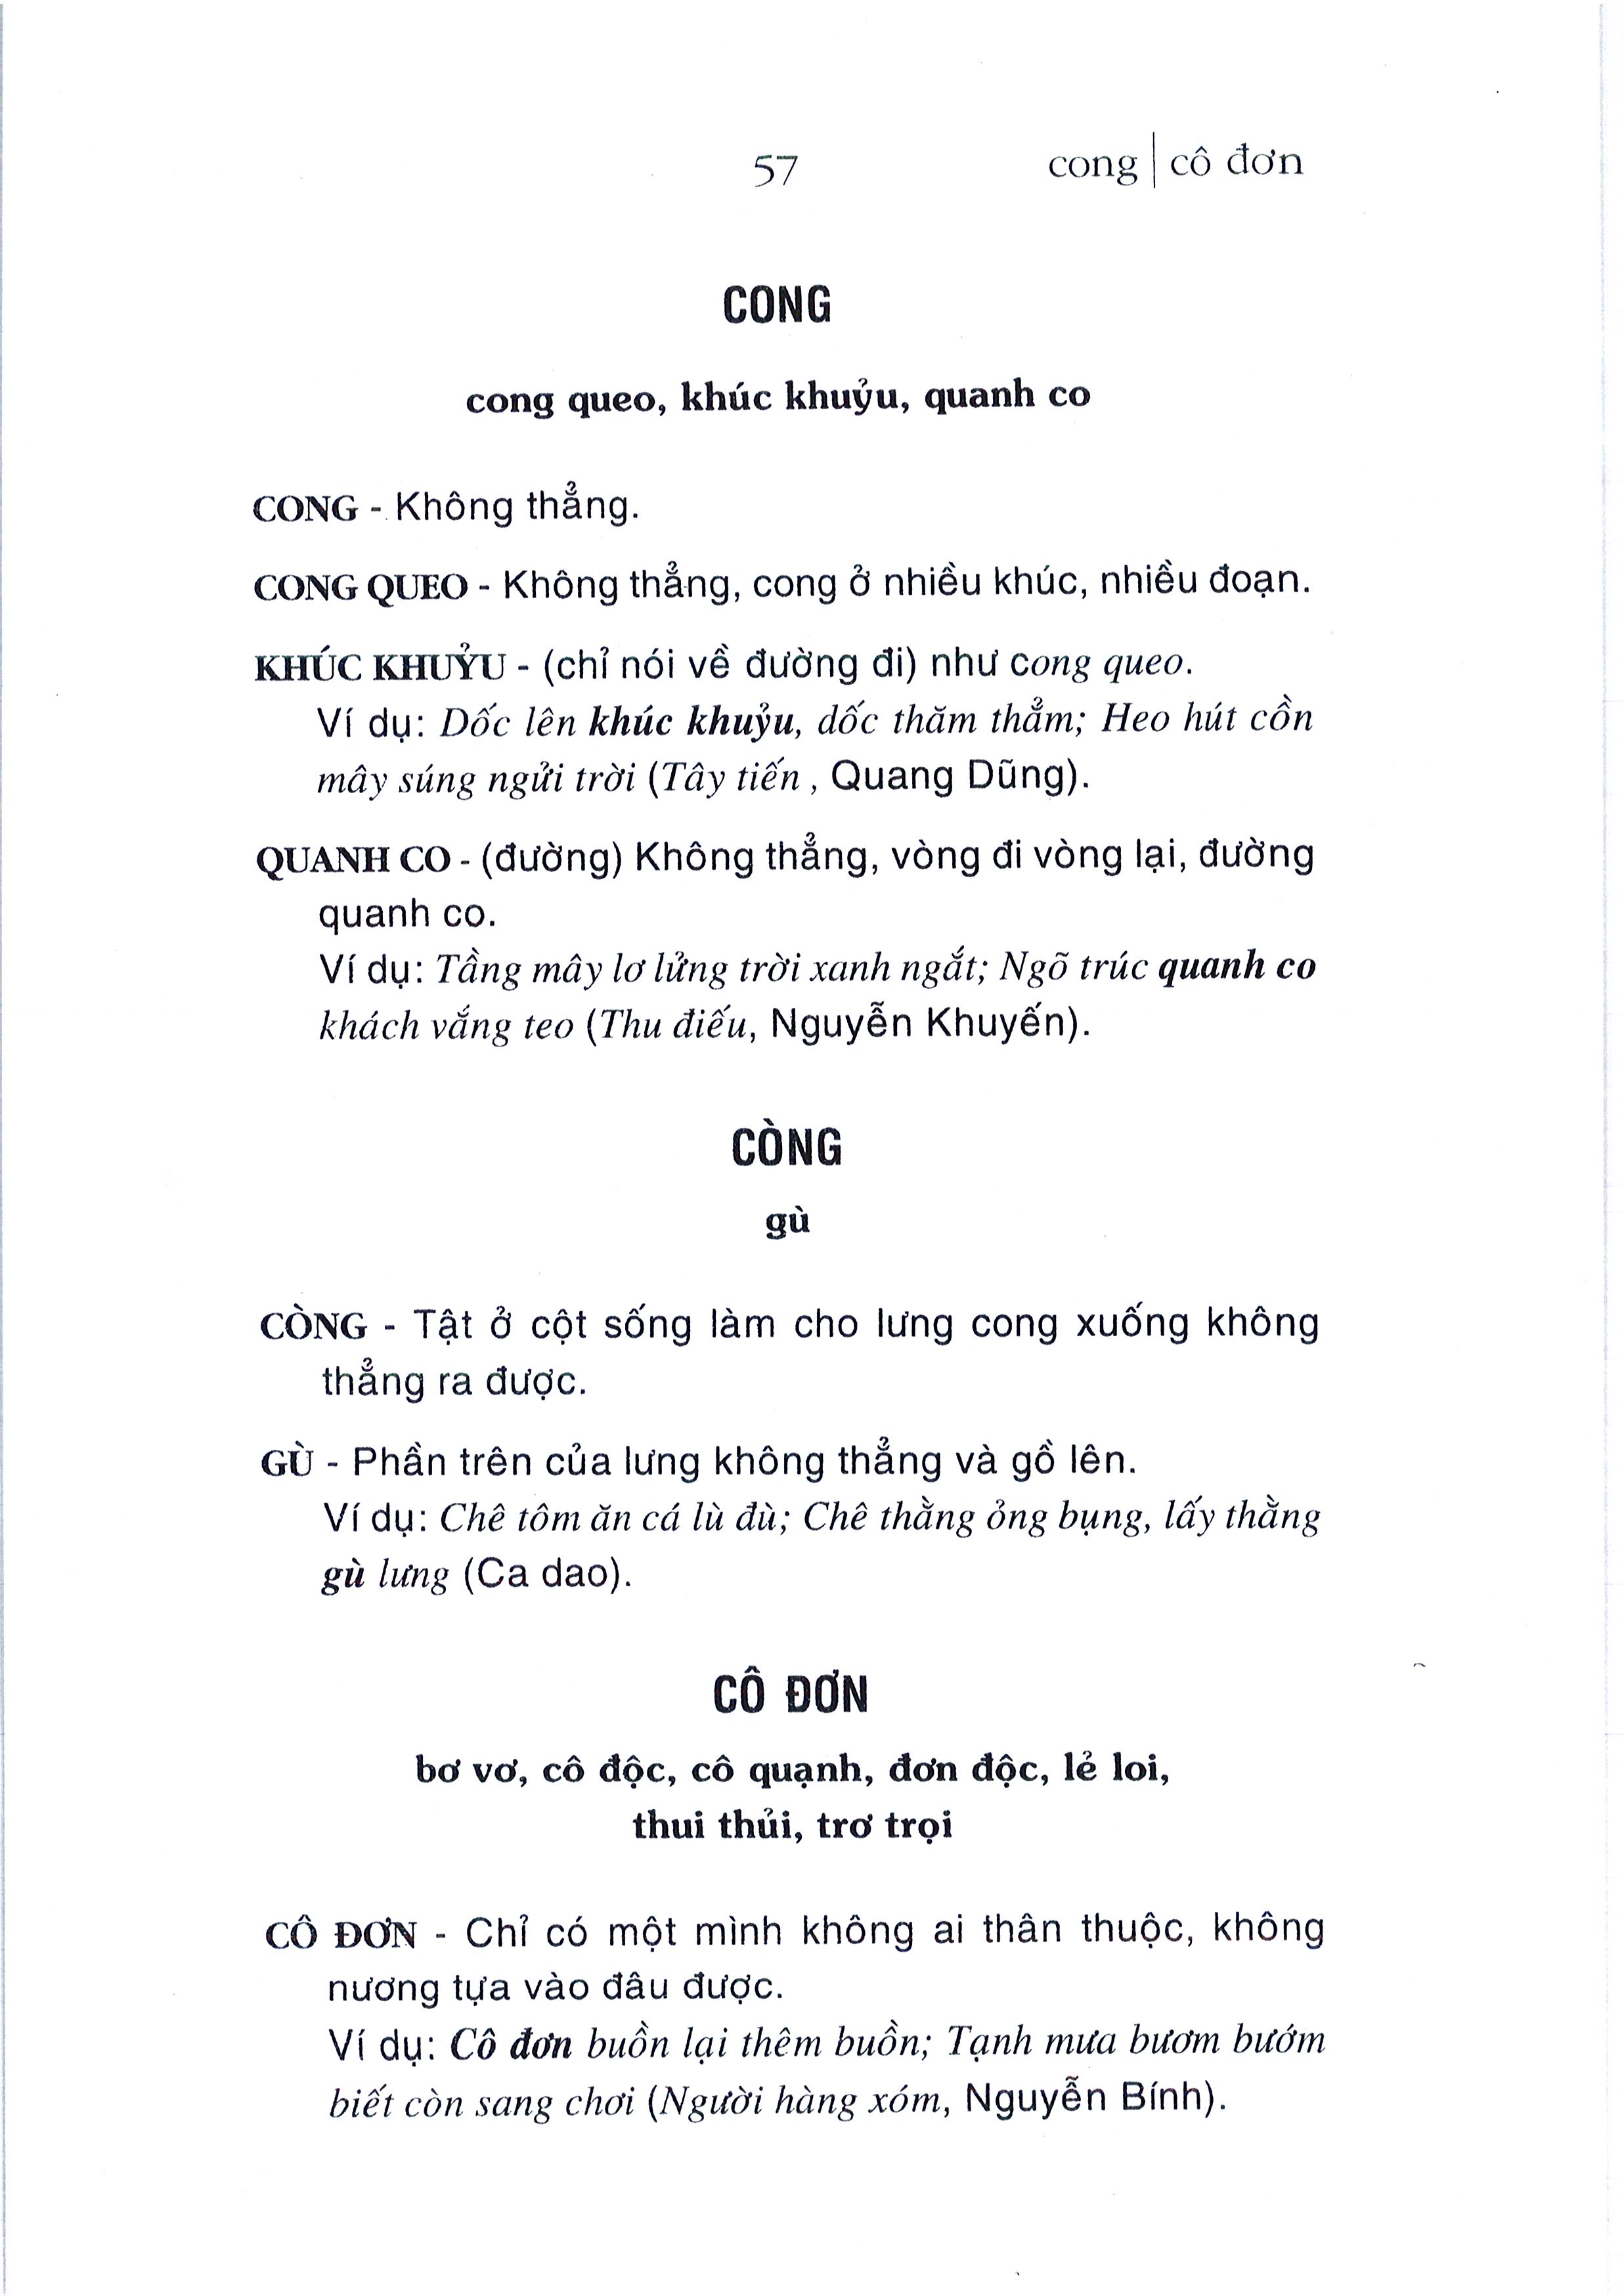 57
cong | cô đơn
CONG
cong queo, khúc khuỷu, quanh co
CONG - Không thẳng.
CONG QUEO - Không thẳng, cong ở nhiều khúc, nhiều đoạn.
KHÚC KHUỶU - (chỉ nói về đường đi) như cong queo.
Ví dụ: Dốc lên khúc khuỷu, dốc thăm thẳm; Heo hút cồn
mây súng ngửi trời (Tây tiến , Quang Dũng).
QUANH CO - (đường) Không thẳng, vòng đi vòng lại, đường
quanh co.
Ví dụ: Tầng mây lơ lửng trời xanh ngắt; Ngõ trúc quanh co
khách vắng teo (Thu điếu, Nguyễn Khuyến).
CÒNG
gù
CÒNG - Tật ở cột sống làm cho lưng cong xuống không
thẳng ra được.
GÙ - Phần trên của lưng không thẳng và gồ lên.
Ví dụ: Chê tôm ăn cá lù đù; Chê thằng ỏng bụng, lấy thằng
gù lưng (Ca dao).
CÔ ĐƠN
bơ vơ, cô độc, cô quạnh, đơn độc, lẻ loi,
thui thủi, trơ trọi
CÔ ĐƠN - Chỉ có một mình không ai thân thuộc, không
nương tựa vào đâu được.
Ví dụ: Cô đơn buồn lại thêm buồn; Tạnh mưa bươm bướm
biết còn sang chơi (Người hàng xóm, Nguyễn Bính).